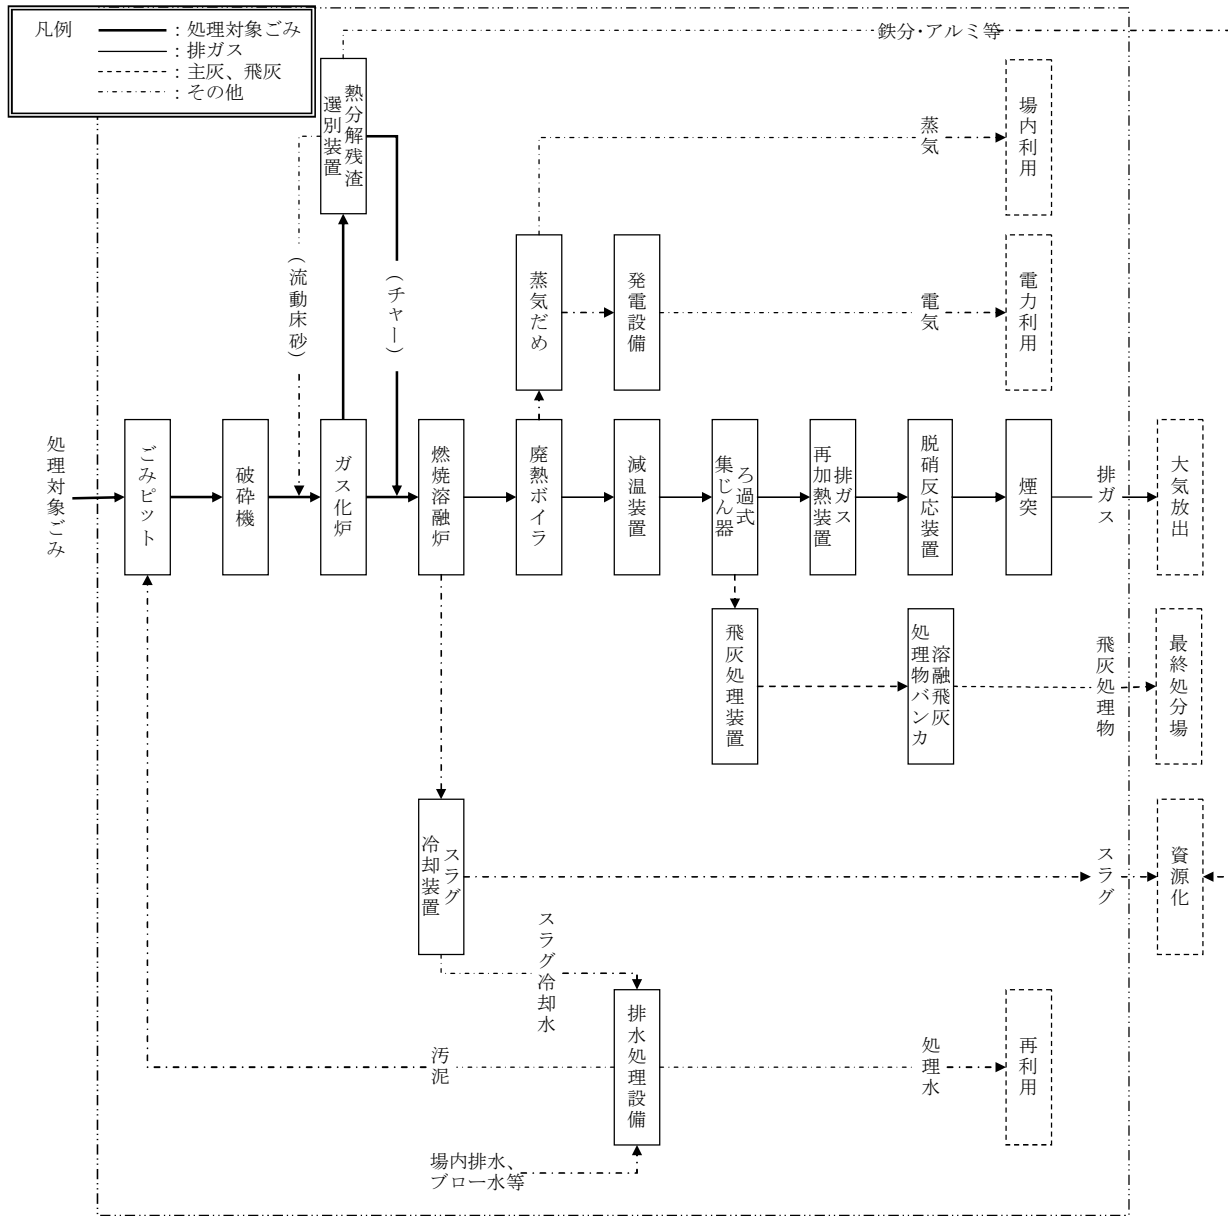 凡例
：処理対象ごみ
：排ガス
：主灰、飛灰
：その他
鉄分･アルミ等
熱分解残渣
選別装置
蒸気
場内利用
（流動床砂）
（チャー）
蒸気だめ
発電設備
電気
電力利用
処理対象ごみ
ごみピット
破砕機
ガス化炉
燃焼溶融炉
廃熱ボイラ
減温装置
ろ過式
集じん器
排ガス
再加熱装置
脱硝反応装置
煙突
排ガス
大気放出
飛灰処理装置
溶融飛灰
処理物バンカ
飛灰処理物
最終処分場
スラグ
冷却装置
スラグ
資源化
スラグ冷却水
汚泥
排水処理設備
処理水
再利用
場内排水、
ブロー水等